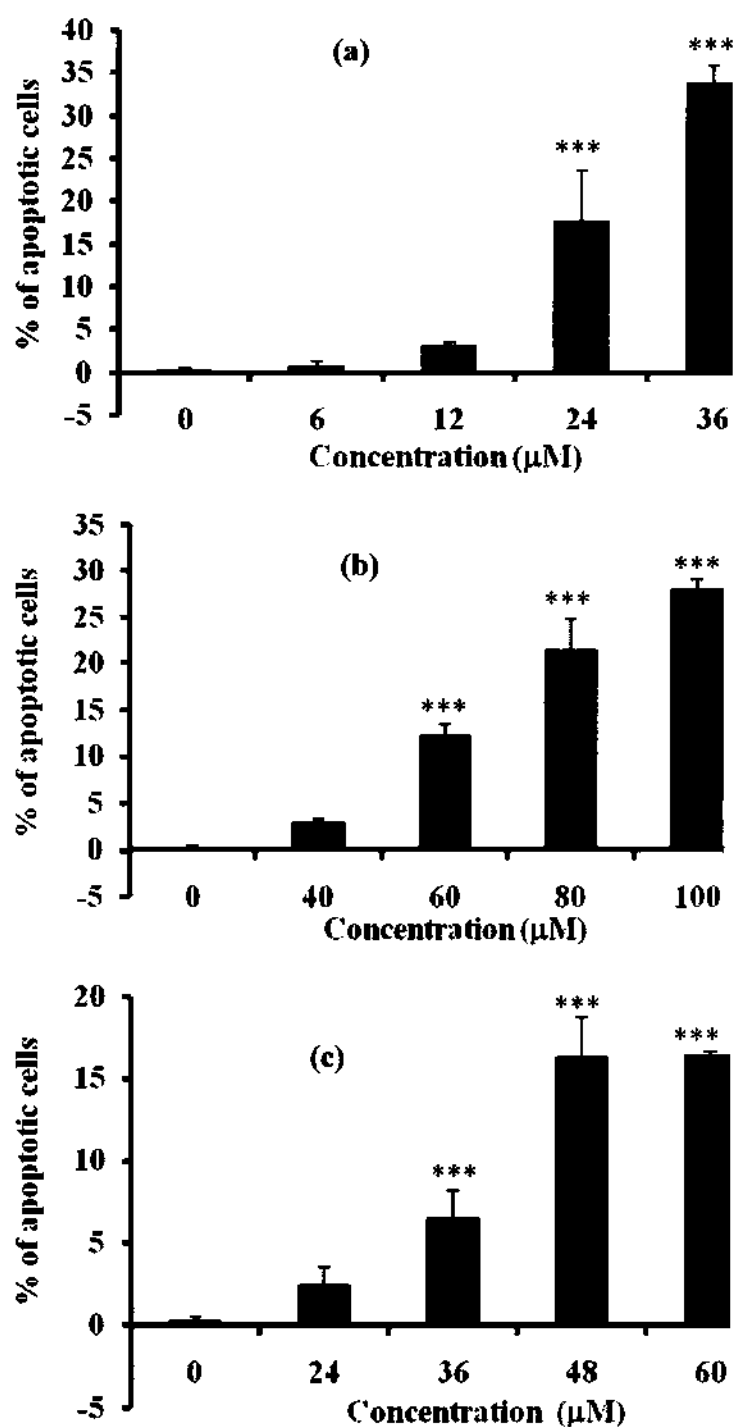 (a)
% of apoptotic cells
40
35
30
25
20
15
10
5
0
-5
***
***
0 6 12 24 36
Concentration (μM)
(b)
% of apoptotic cells
35
30
25
20
15
10
5
0
-5
***
***
***
0 40 60 80 100
Concentration (μM)
(c)
% of apoptotic cells
20
15
10
5
0
-5
***
***
***
0 24 36 48 60
Concentration (μM)